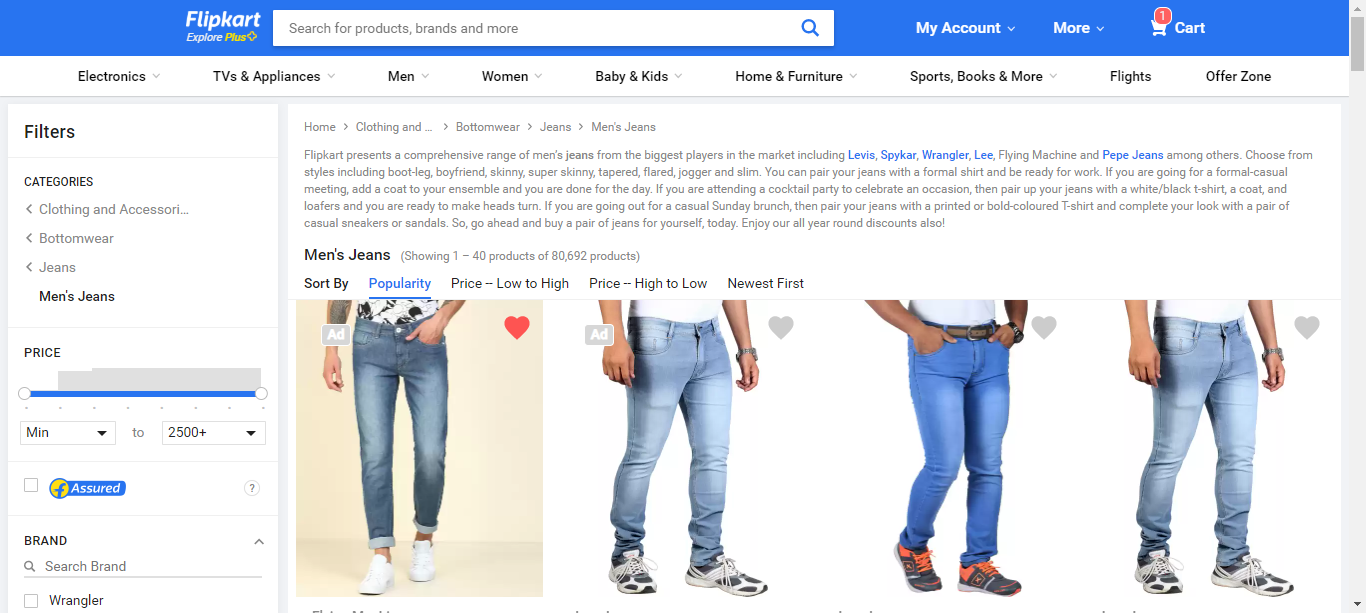 Flipkart
Explore Plus
Search for products, brands and more
My Account
More
1
Cart
Electronics
TVs & Appliances
Men
Women
Baby & Kids
Home & Furniture
Sports, Books & More
Flights
Offer Zone
Filters
CATEGORIES
Clothing and Accessori...
Bottomwear
Jeans
Men's Jeans
PRICE
Min to 2500+
Assured
?
BRAND
Search Brand
Wrangler
Home > Clothing and ... > Bottomwear > Jeans > Men's Jeans
Flipkart presents a comprehensive range of men's jeans from the biggest players in the market including Levis, Spykar, Wrangler, Lee, Flying Machine and Pepe Jeans among others. Choose from
styles including boot-leg, boyfriend, skinny, super skinny, tapered, flared, jogger and slim. You can pair your jeans with a formal shirt and be ready for work. If you are going for a formal-casual
meeting, add a coat to your ensemble and you are done for the day. If you are attending a cocktail party to celebrate an occasion, then pair up your jeans with a white/black t-shirt, a coat, and
loafers and you are ready to make heads turn. If you are going out for a casual Sunday brunch, then pair your jeans with a printed or bold-coloured T-shirt and complete your look with a pair of
casual sneakers or sandals. So, go ahead and buy a pair of jeans for yourself, today. Enjoy our all year round discounts also!
Men's Jeans (Showing 1 – 40 products of 80,692 products)
Sort By Popularity Price -- Low to High Price -- High to Low Newest First
Ad
Ad